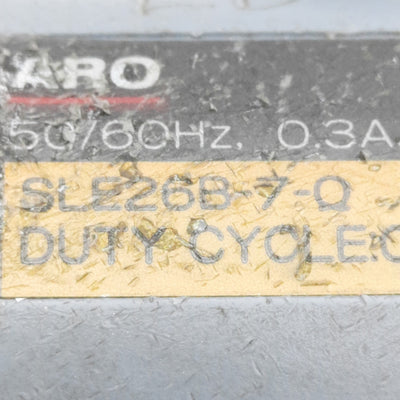 ARO
50/60Hz, 0.3A
SLE26B-7-Q
DUTY CYCLE: